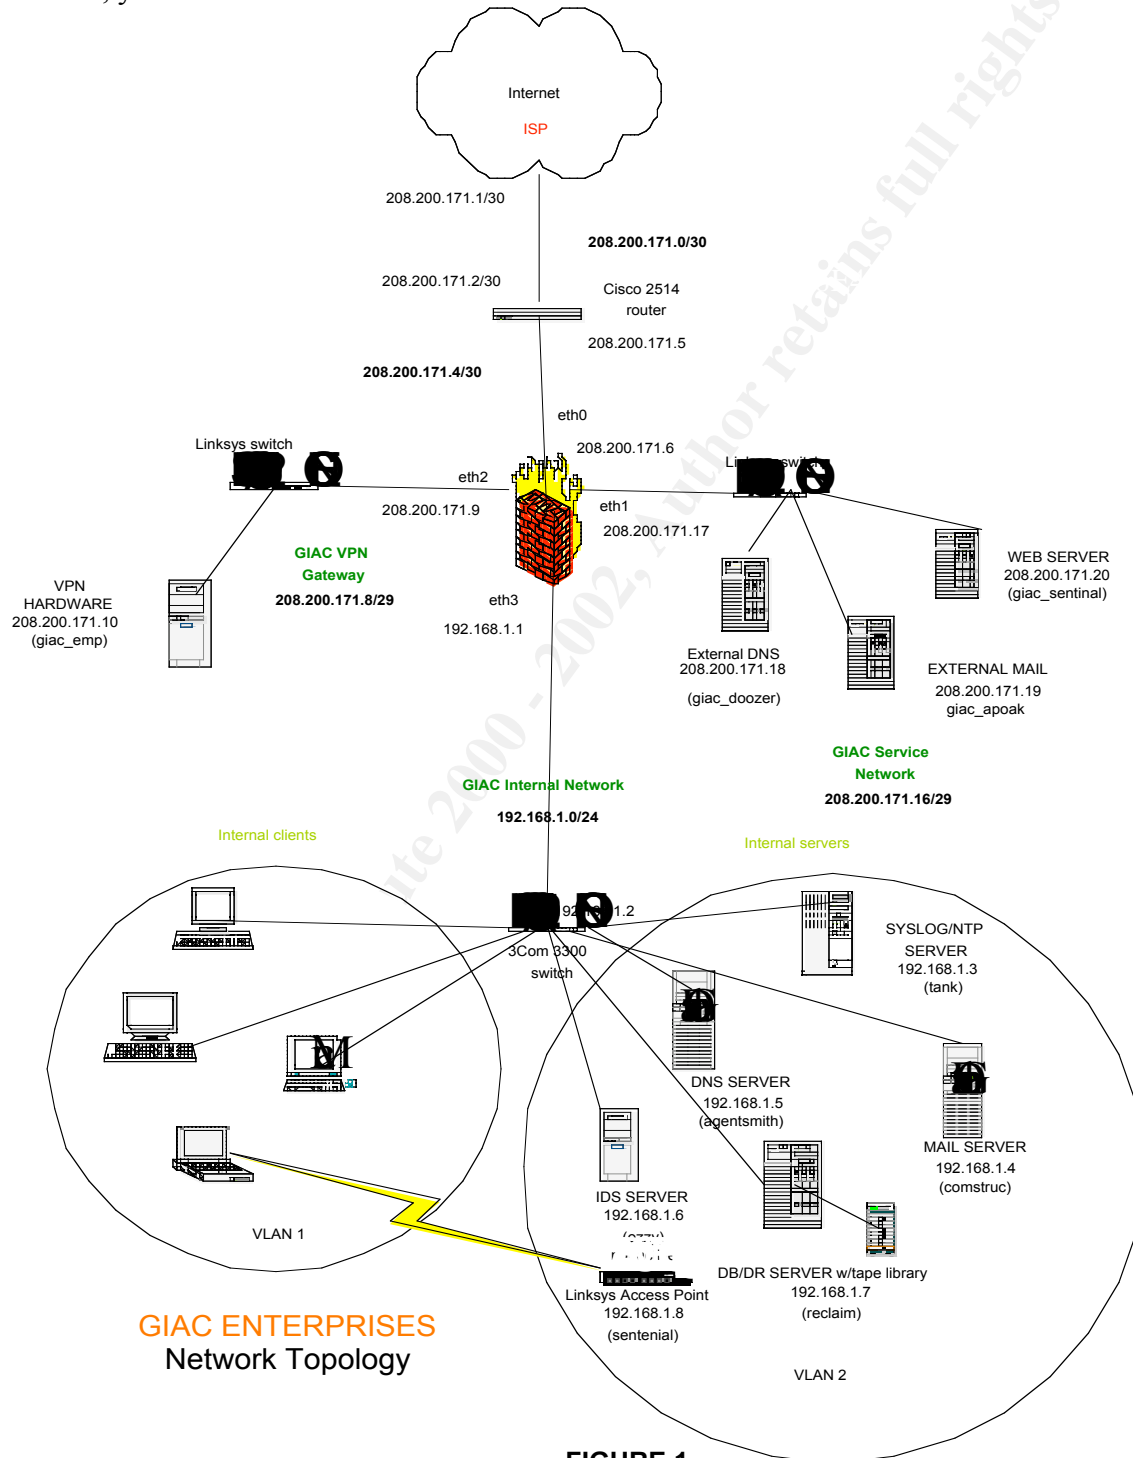 Internet
ISP
208.200.171.1/30
208.200.171.0/30
208.200.171.2/30
Cisco 2514
router
208.200.171.5
208.200.171.4/30
eth0
208.200.171.6
Linksys switch
eth2
208.200.171.9
eth1
208.200.171.17
GIAC VPN
Gateway
208.200.171.8/29
VPN
HARDWARE
208.200.171.10
(giac_emp)
eth3
192.168.1.1
WEB SERVER
208.200.171.20
(giac_sentinal)
External DNS
208.200.171.18
(giac_doozer)
EXTERNAL MAIL
208.200.171.19
giac_apoak
GIAC Service
Network
208.200.171.16/29
GIAC Internal Network
192.168.1.0/24
Internal clients
Internal servers
3Com 3300
switch
SYSLOG/NTP
SERVER
192.168.1.3
(tank)
DNS SERVER
192.168.1.5
(agentsmith)
MAIL SERVER
192.168.1.4
(comstruc)
IDS SERVER
192.168.1.6
DB/DR SERVER w/tape library
192.168.1.7
(reclaim)
Linksys Access Point
192.168.1.8
(sentenial)
VLAN 1
VLAN 2
GIAC ENTERPRISES
Network Topology
FIGURE 1
2000 - 2002, Author retains full rights